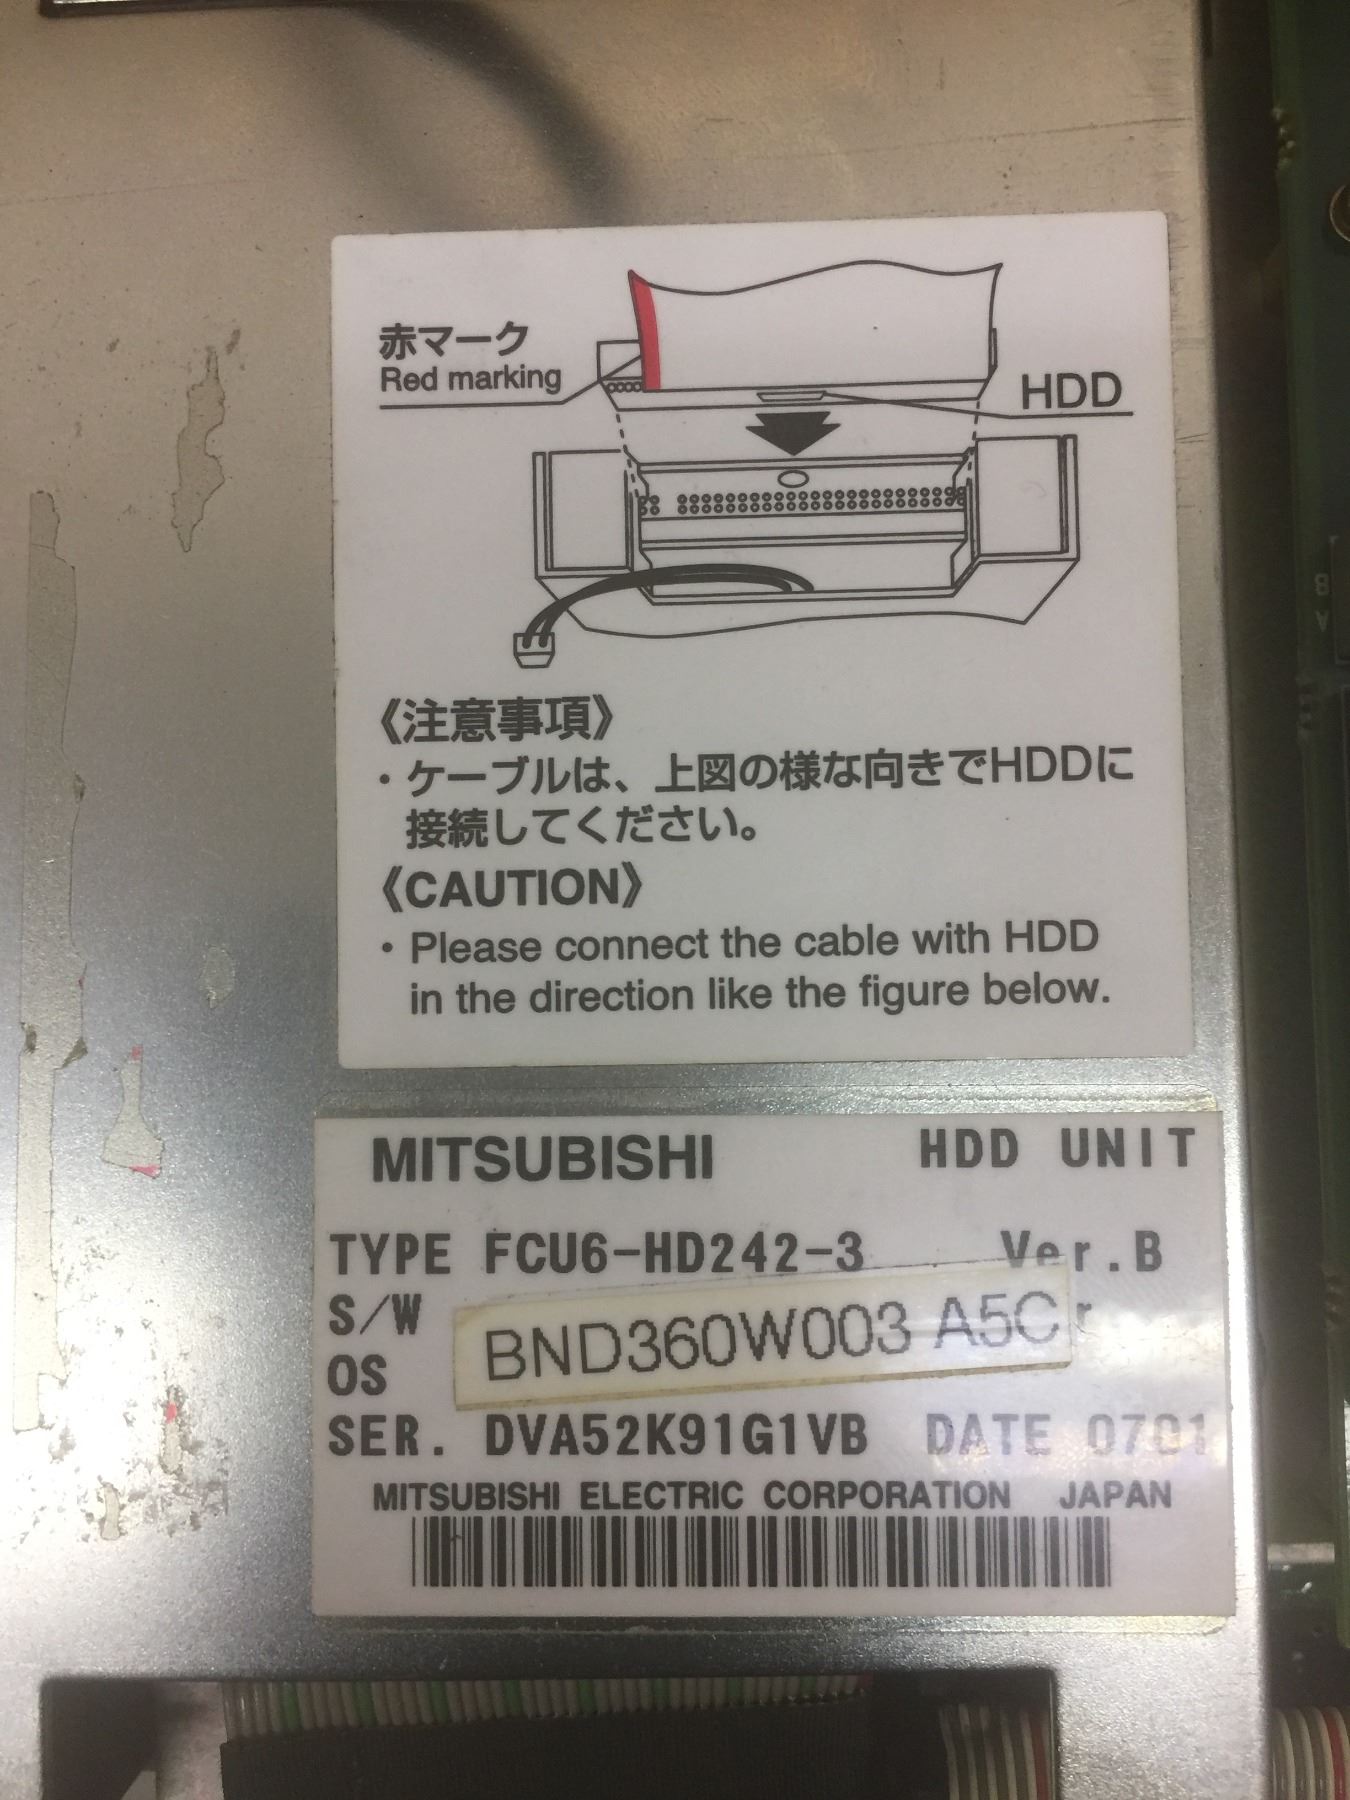 赤マーク
Red marking
HDD
《注意事項》
・ケーブルは、上図の様な向きでHDDに
接続してください。
《CAUTION》
・Please connect the cable with HDD
in the direction like the figure below.
MITSUBISHI HDD UNIT
TYPE FCU6-HD242-3 Ver.B
S/W
BND360W003 A5C
OS
SER. DVA52K91G1VB DATE 0701
MITSUBISHI ELECTRIC CORPORATION JAPAN
B
A